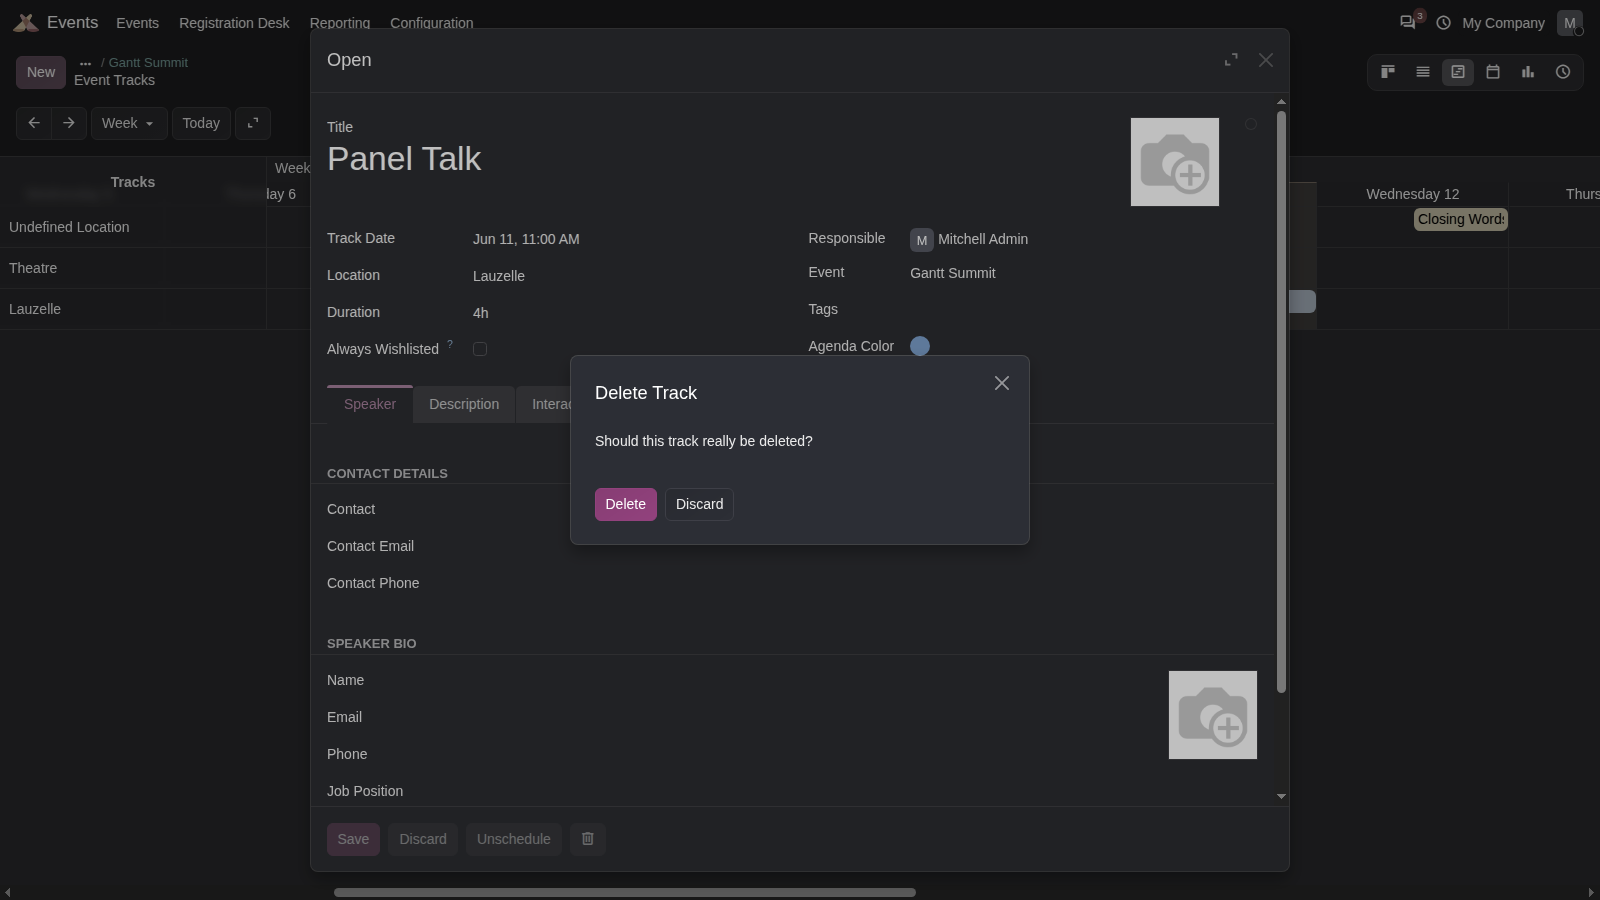 Events
Events
Registration Desk
Reporting
Configuration
3
My Company
M
New
/ Gantt Summit
Event Tracks
Week
Today
Tracks
Week
day 6
Wednesday 12
Thurs
Undefined Location
Closing Words
Theatre
Lauzelle
Open
Title
Panel Talk
Track Date
Jun 11, 11:00 AM
Location
Lauzelle
Duration
4h
Always Wishlisted ?
Responsible
M Mitchell Admin
Event
Gantt Summit
Tags
Agenda Color
Speaker
Description
Interac
CONTACT DETAILS
Contact
Contact Email
Contact Phone
SPEAKER BIO
Name
Email
Phone
Job Position
Save
Discard
Unschedule
Delete Track
Should this track really be deleted?
Delete
Discard